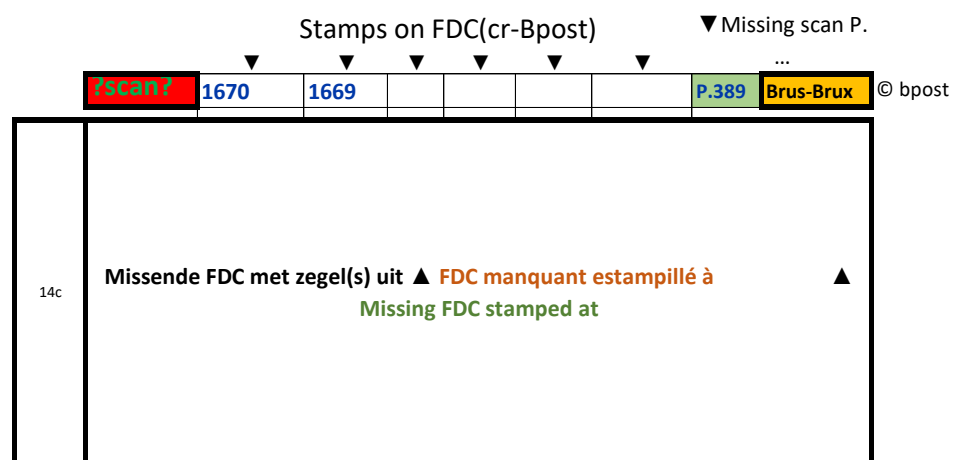 Stamps on FDC(cr-Bpost) ▼Missing scan P.
▼ ▼ ▼ ▼ ▼ ▼ ...
?scan? 1670 1669 P.389 Brus-Brux © bpost
14c
Missende FDC met zegel(s) uit ▲ FDC manquant estampillé à ▲
Missing FDC stamped at